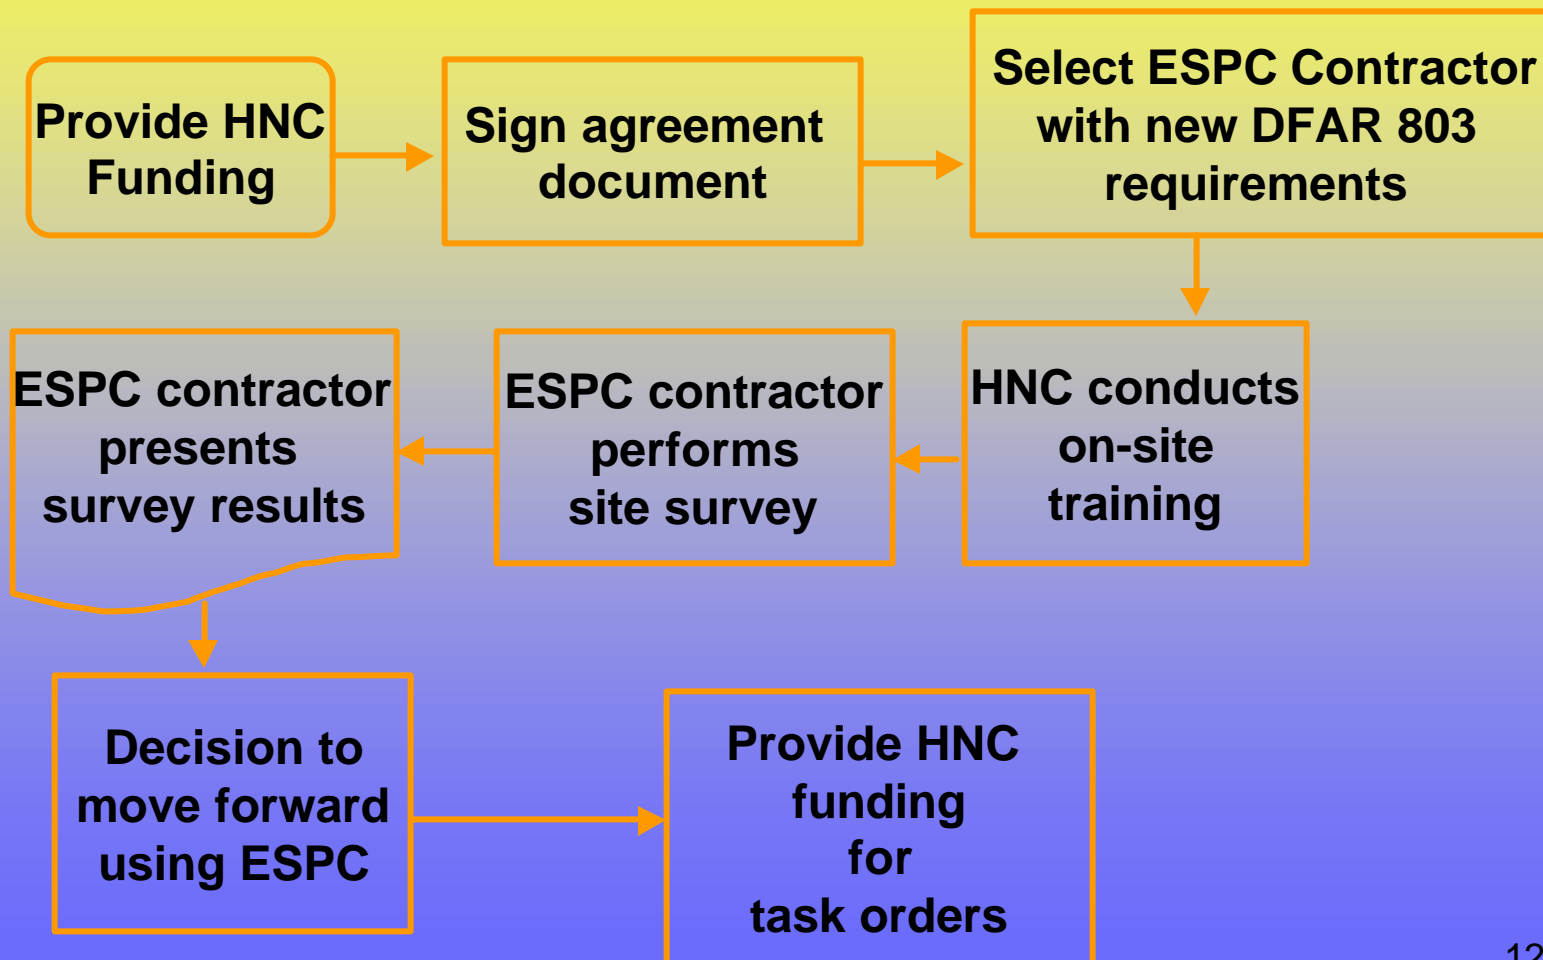 Provide HNC
Funding
Sign agreement
document
Select ESPC Contractor
with new DFAR 803
requirements
HNC conducts
on-site
training
ESPC contractor
performs
site survey
ESPC contractor
presents
survey results
Decision to
move forward
using ESPC
Provide HNC
funding
for
task orders
12